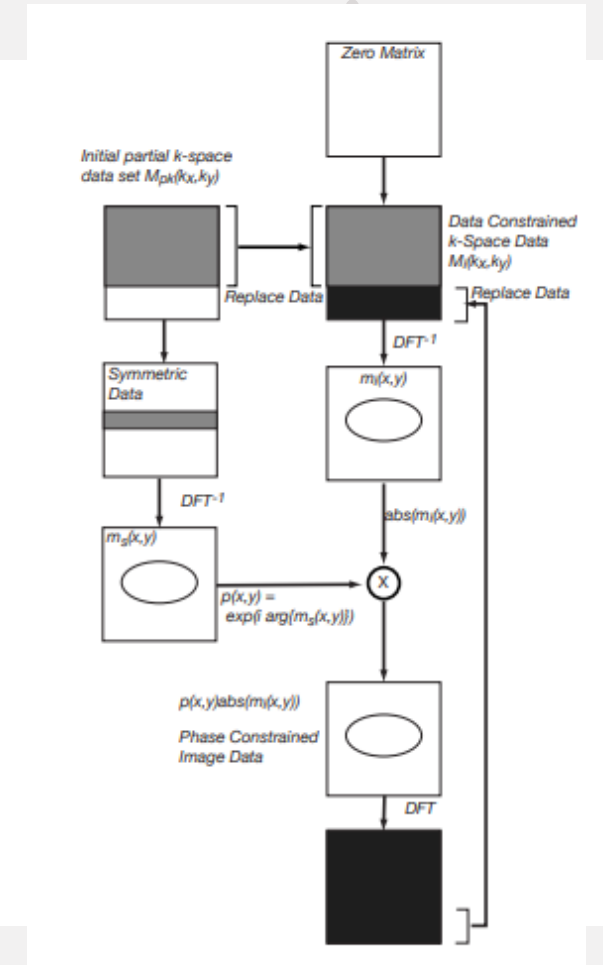 Zero Matrix
Initial partial k-space
data set Mpk(kx,ky)
Data Constrained
k-Space Data
Mi(kx,ky)
Replace Data
Replace Data
DFT-1
Symmetric
Data
mi(x,y)
DFT-1
abs(mi(x,y))
ms(x,y)
X
p(x,y) =
exp(i arg{ms(x,y)})
p(x,y)abs(mi(x,y))
Phase Constrained
Image Data
DFT